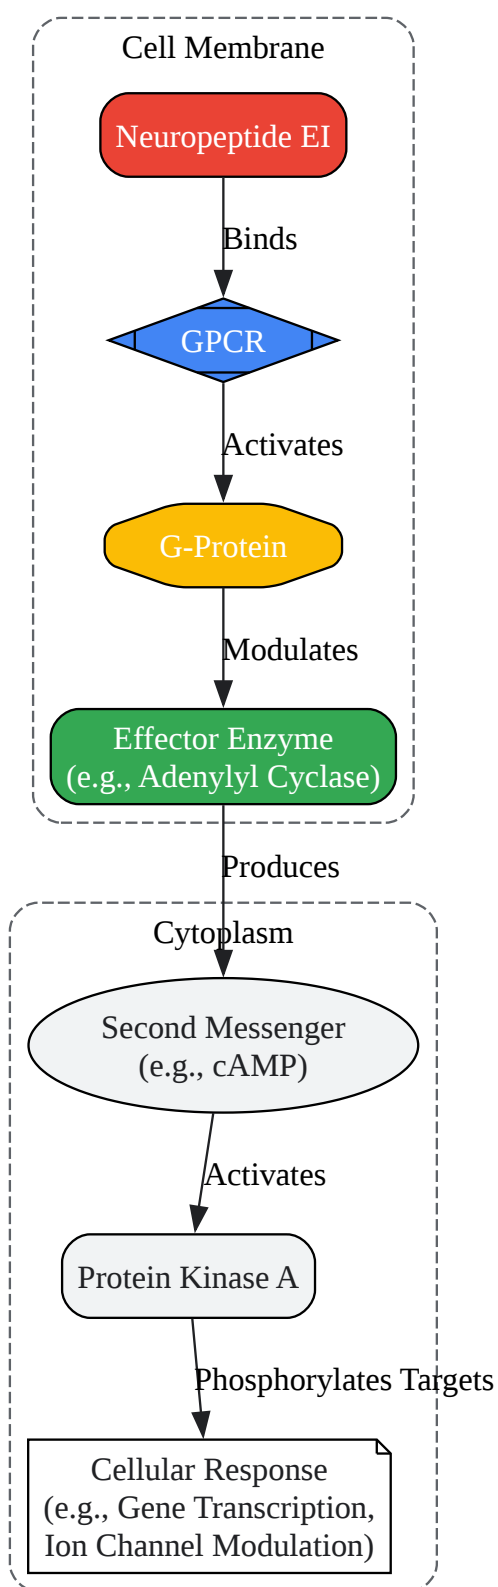 Cell Membrane
Neuropeptide EI
Binds
GPCR
Activates
G-Protein
Modulates
Effector Enzyme
(e.g., Adenylyl Cyclase)
Produces
Cytoplasm
Second Messenger
(e.g., cAMP)
Activates
Protein Kinase A
Phosphorylates Targets
Cellular Response
(e.g., Gene Transcription,
Ion Channel Modulation)